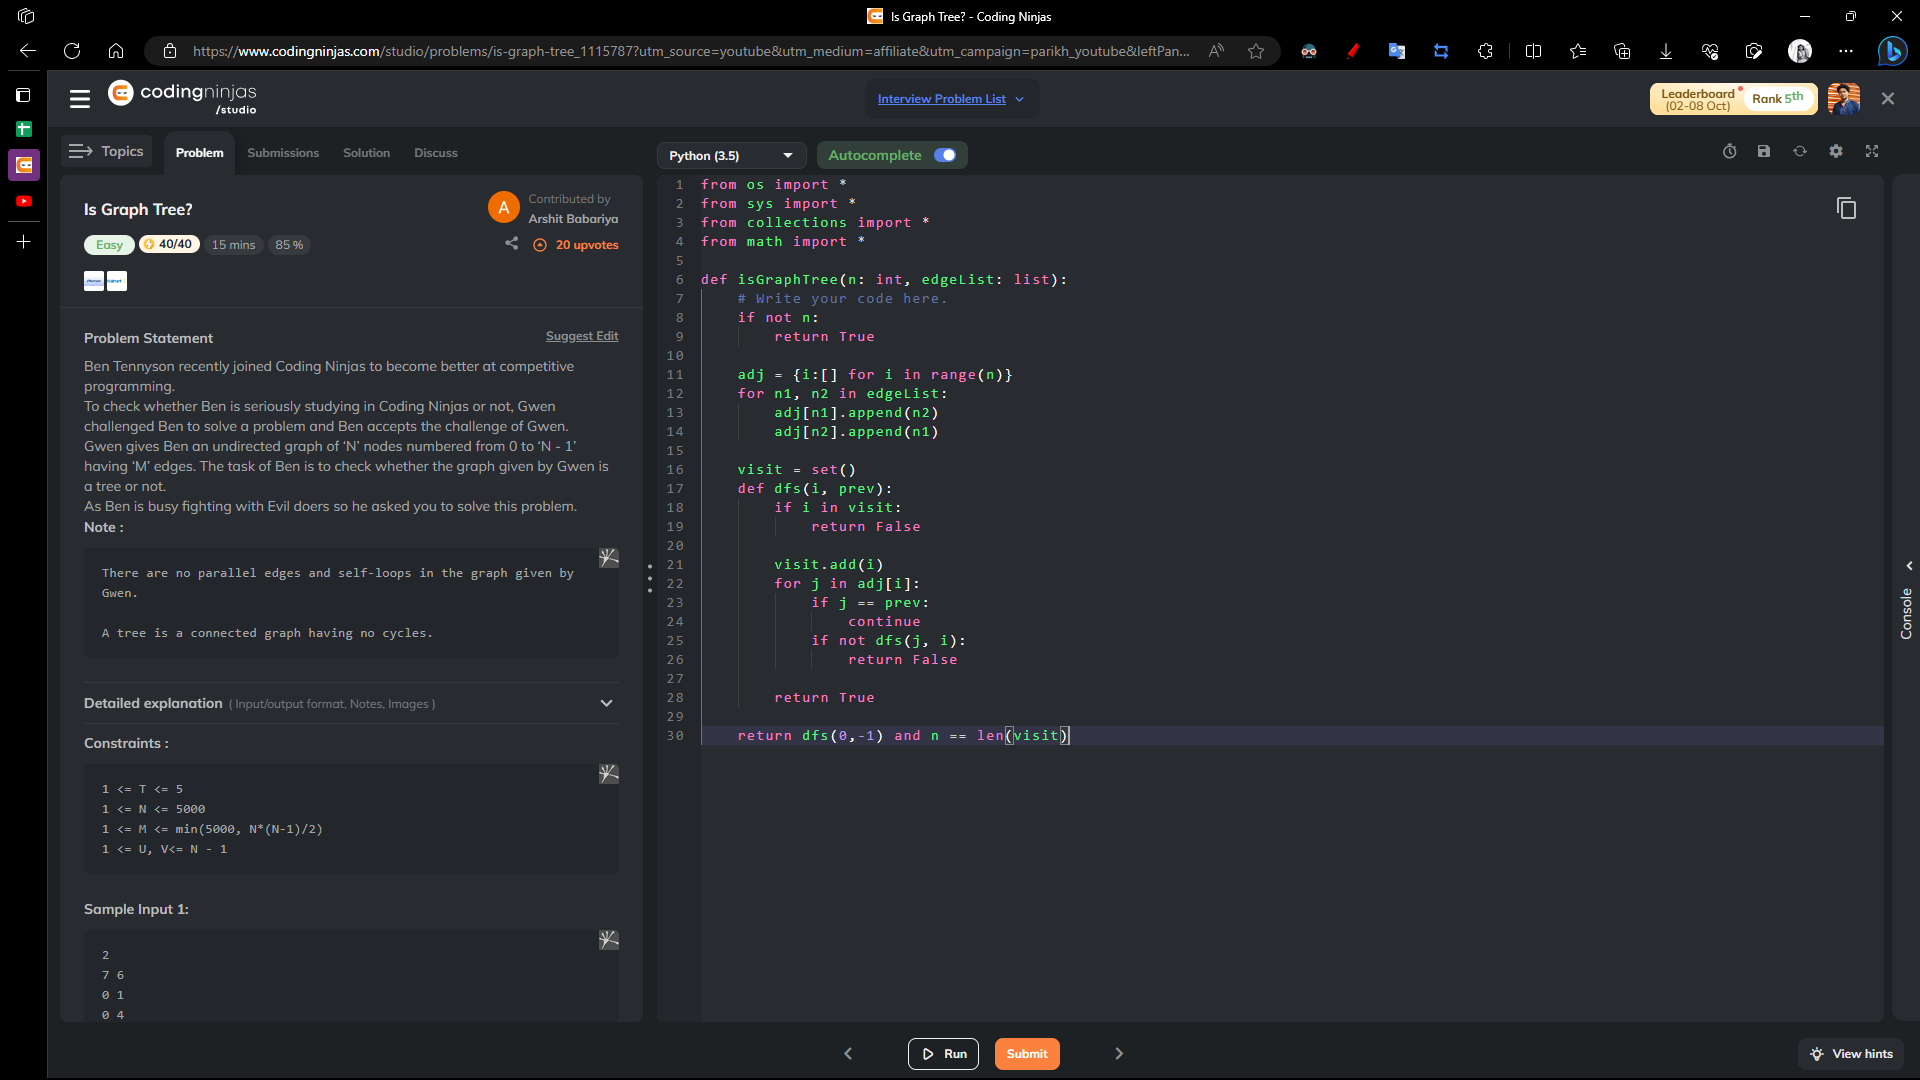 Is Graph Tree? - Coding Ninjas
https://www.codingninjas.com/studio/problems/is-graph-tree_1115787?utm_source=youtube&utm_medium=affiliate&utm_campaign=parikh_youtube&leftPan...
codingninjas
/studio
Interview Problem List
Leaderboard
(02-08 Oct)
Rank 5th
Topics
Problem
Submissions
Solution
Discuss
Is Graph Tree?
A
Contributed by
Arshit Babariya
Easy
40/40
15 mins
85 %
20 upvotes
Problem Statement
Suggest Edit
Ben Tennyson recently joined Coding Ninjas to become better at competitive
programming.
To check whether Ben is seriously studying in Coding Ninjas or not, Gwen
challenged Ben to solve a problem and Ben accepts the challenge of Gwen.
Gwen gives Ben an undirected graph of ‘N’ nodes numbered from 0 to ‘N - 1’
having ‘M’ edges. The task of Ben is to check whether the graph given by Gwen is
a tree or not.
As Ben is busy fighting with Evil doers so he asked you to solve this problem.
Note :
There are no parallel edges and self-loops in the graph given by
Gwen.
A tree is a connected graph having no cycles.
Detailed explanation ( Input/output format, Notes, Images )
Constraints :
1 <= T <= 5
1 <= N <= 5000
1 <= M <= min(5000, N*(N-1)/2)
1 <= U, V<= N - 1
Sample Input 1:
2
7 6
0 1
0 4
Python (3.5)
Autocomplete
1 from os import *
2 from sys import *
3 from collections import *
4 from math import *
5
6 def isGraphTree(n: int, edgeList: list):
7     # Write your code here.
8     if not n:
9         return True
10
11     adj = {i:[] for i in range(n)}
12     for n1, n2 in edgeList:
13         adj[n1].append(n2)
14         adj[n2].append(n1)
15
16     visit = set()
17     def dfs(i, prev):
18         if i in visit:
19             return False
20
21         visit.add(i)
22         for j in adj[i]:
23             if j == prev:
24                 continue
25             if not dfs(j, i):
26                 return False
27
28         return True
29
30     return dfs(0,-1) and n == len(visit)
Console
Run
Submit
View hints